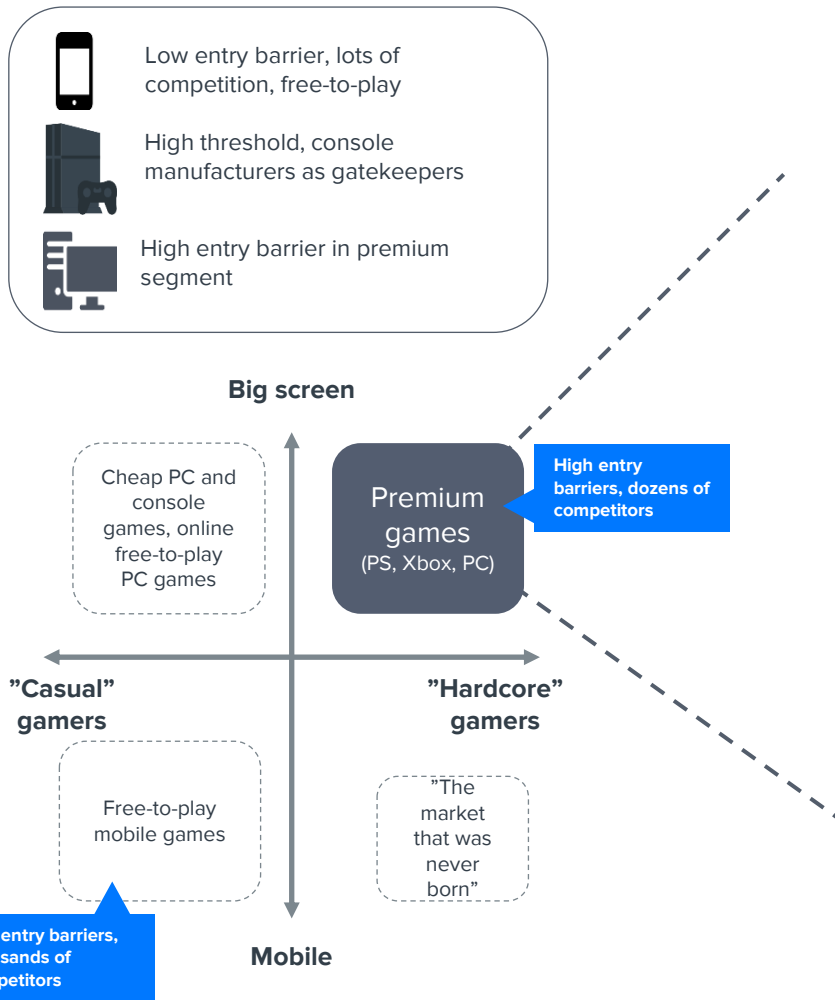 Low entry barrier, lots of
competition, free-to-play
High threshold, console
manufacturers as gatekeepers
High entry barrier in premium
segment
Big screen
Cheap PC and
console
games, online
free-to-play
PC games
Premium
games
(PS, Xbox, PC)
High entry
barriers, dozens of
competitors
”Casual”
gamers
”Hardcore”
gamers
Free-to-play
mobile games
”The
market
that was
never
born”
entry barriers,
sands of
petitors
Mobile